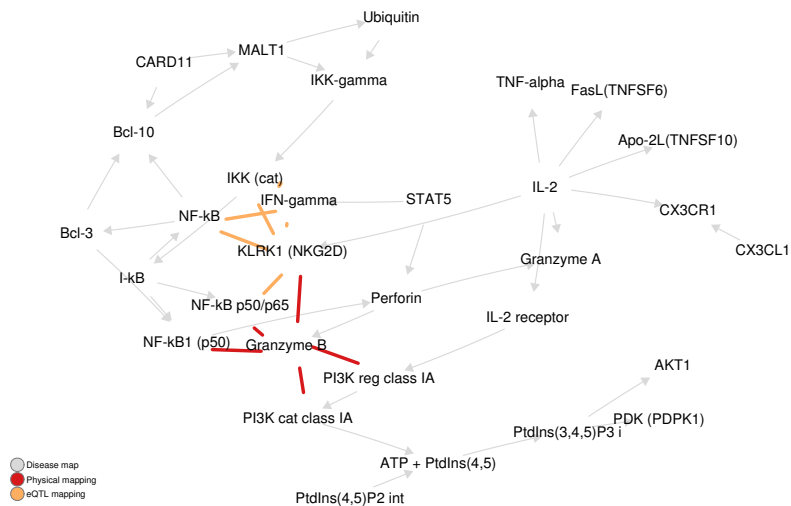 Ubiquitin
MALT1
CARD11
IKK-gamma
TNF-alpha
FasL(TNFSF6)
Bcl-10
Apo-2L(TNFSF10)
IKK (cat)
IL-2
IFN-gamma
STAT5
NF-kB
CX3CR1
Bcl-3
KLRK1 (NKG2D)
CX3CL1
Granzyme A
I-kB
NF-kB p50/p65
Perforin
IL-2 receptor
NF-kB1 (p50)
Granzyme B
AKT1
PI3K reg class IA
PI3K cat class IA
PDK (PDPK1)
PtdIns(3,4,5)P3 i
ATP + PtdIns(4,5)
PtdIns(4,5)P2 int
Disease map
Physical mapping
eQTL mapping